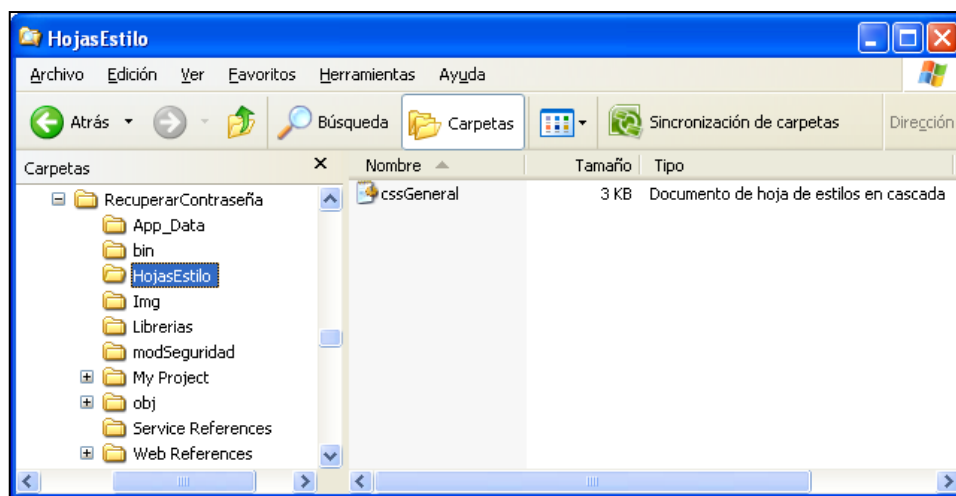 HojasEstilo
Archivo Edición Ver Favoritos Herramientas Ayuda
Atrás Búsqueda Carpetas Sincronización de carpetas Dirección
Carpetas Nombre Tamaño Tipo
RecuperarContraseña cssGeneral 3 KB Documento de hoja de estilos en cascada
App_Data
bin
HojasEstilo
Img
Librerias
modSeguridad
My Project
obj
Service References
Web References